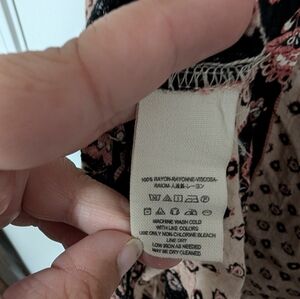 100% RAYON-RAYONNE-VISCOSA-
RAION-人造絲-レーヨン
MACHINE WASH COLD
WITH LIKE COLORS
USE ONLY NON-CHLORINE BLEACH
LINE DRY
LOW IRON AS NEEDED
MAY BE DRY CLEANED